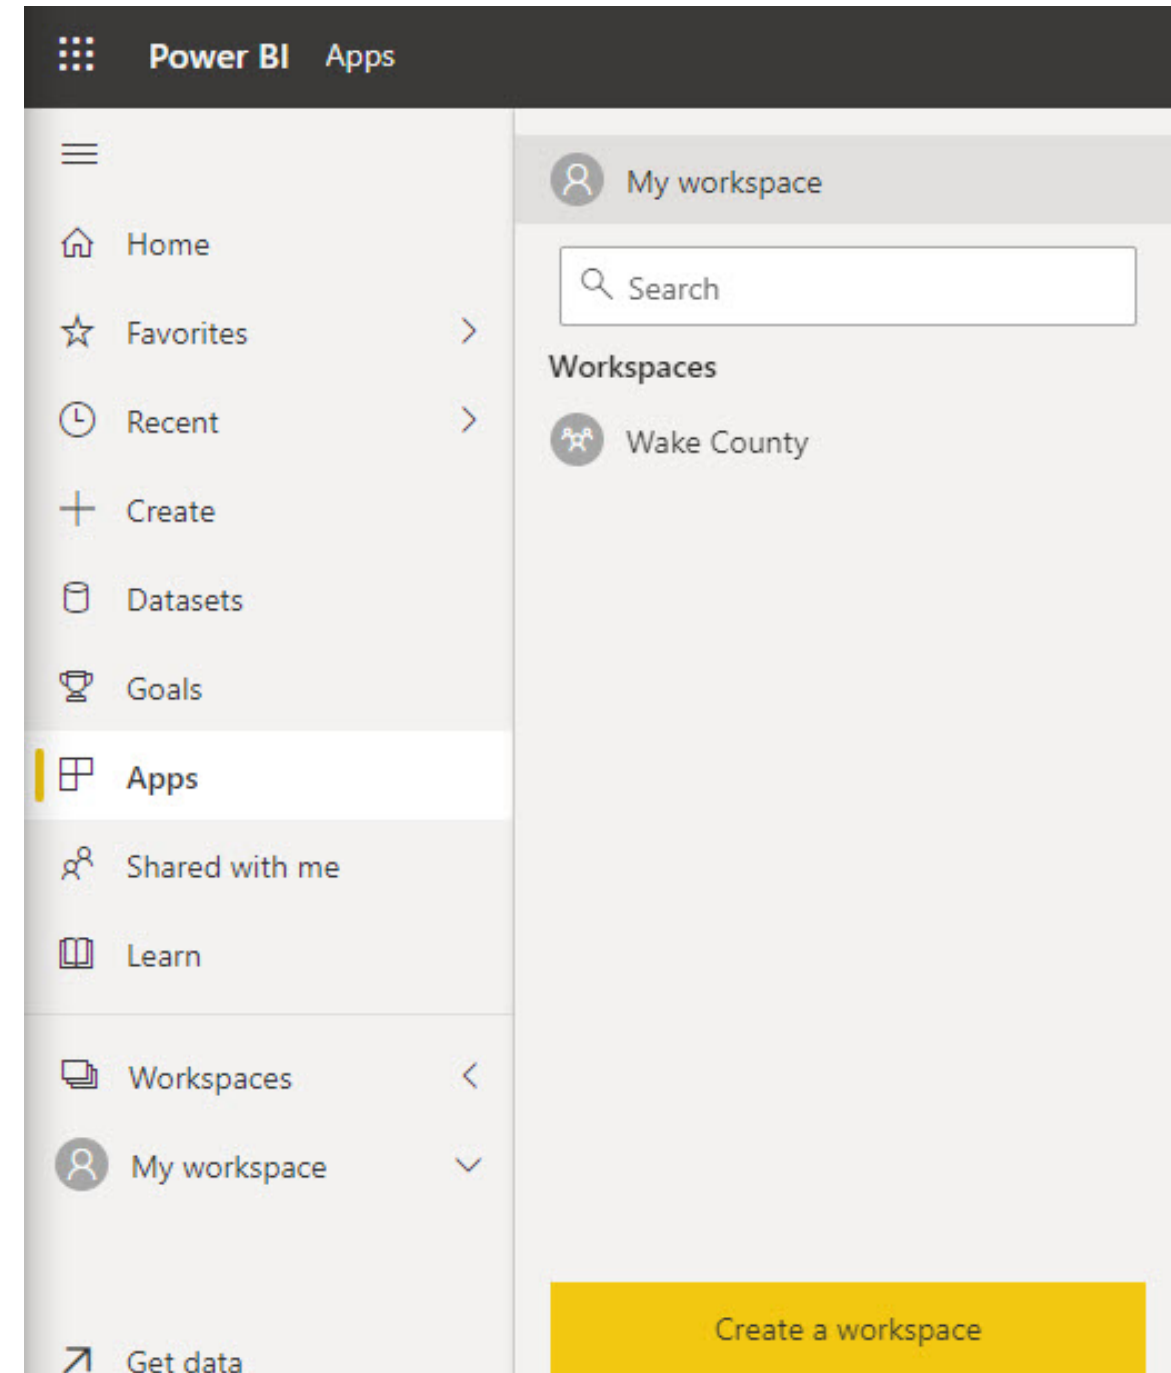 Power BI Apps
Home
Favorites
Recent
Create
Datasets
Goals
Apps
Shared with me
Learn
Workspaces
My workspace
Get data
My workspace
Search
Workspaces
Wake County
Create a workspace